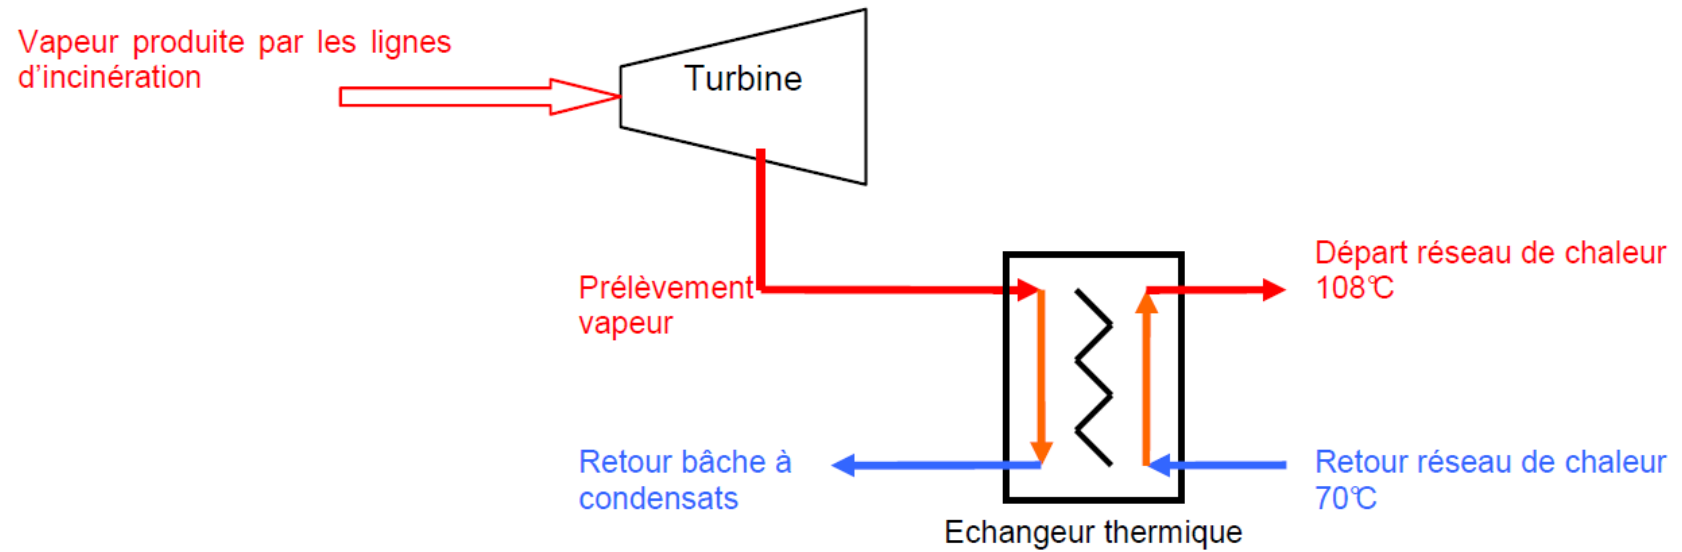 Vapeur produite par les lignes
d'incinération
Turbine
Prélèvement
vapeur
Départ réseau de chaleur
108°C
Retour bâche à
condensats
Retour réseau de chaleur
70°C
Echangeur thermique